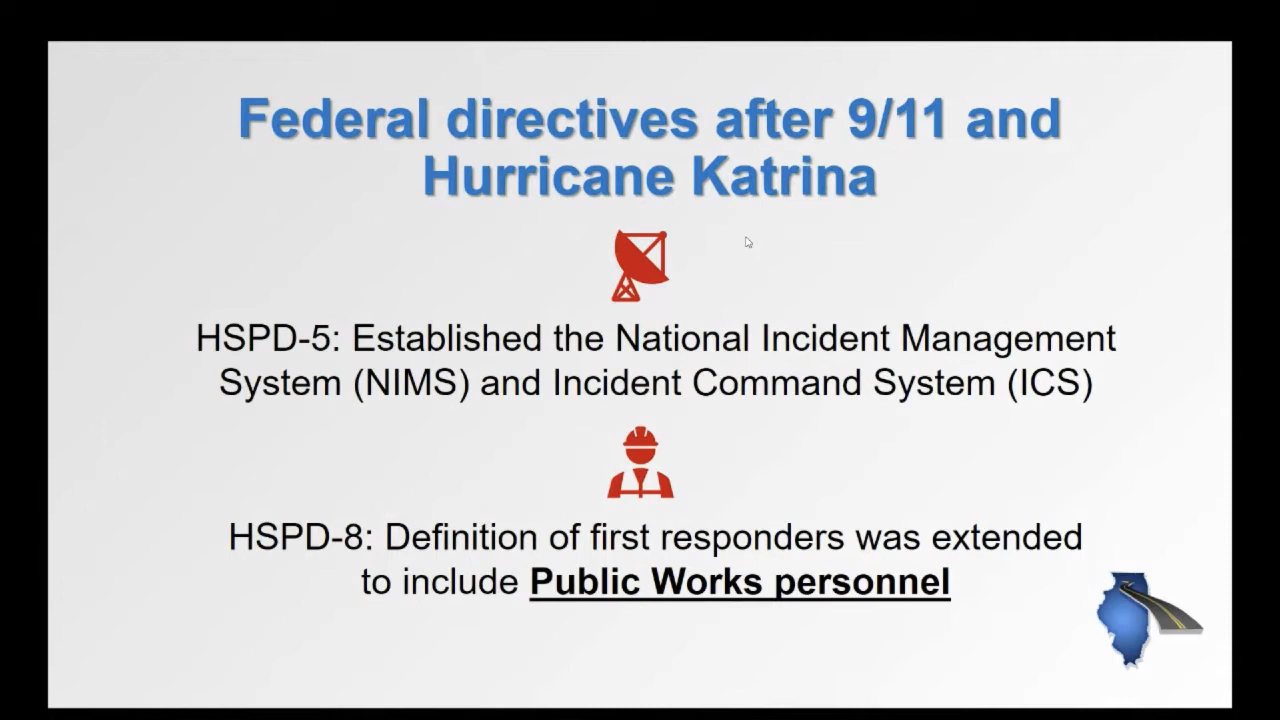 Federal directives after 9/11 and
Hurricane Katrina
HSPD-5: Established the National Incident Management
System (NIMS) and Incident Command System (ICS)
HSPD-8: Definition of first responders was extended
to include Public Works personnel